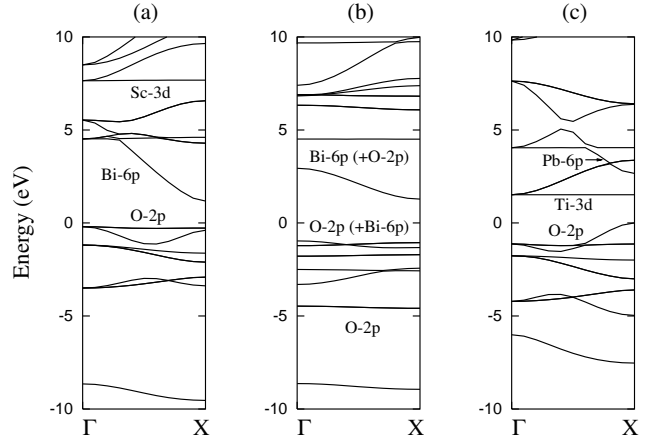 (a) (b) (c)
10 10 10
Sc-3d
5 5 5
Bi-6p (+O-2p)
Pb-6p
Bi-6p
Ti-3d
O-2p O-2p (+Bi-6p) O-2p
0 0 0
Energy (eV)
-5 -5 -5
O-2p
-10 -10 -10
Γ X Γ X Γ X